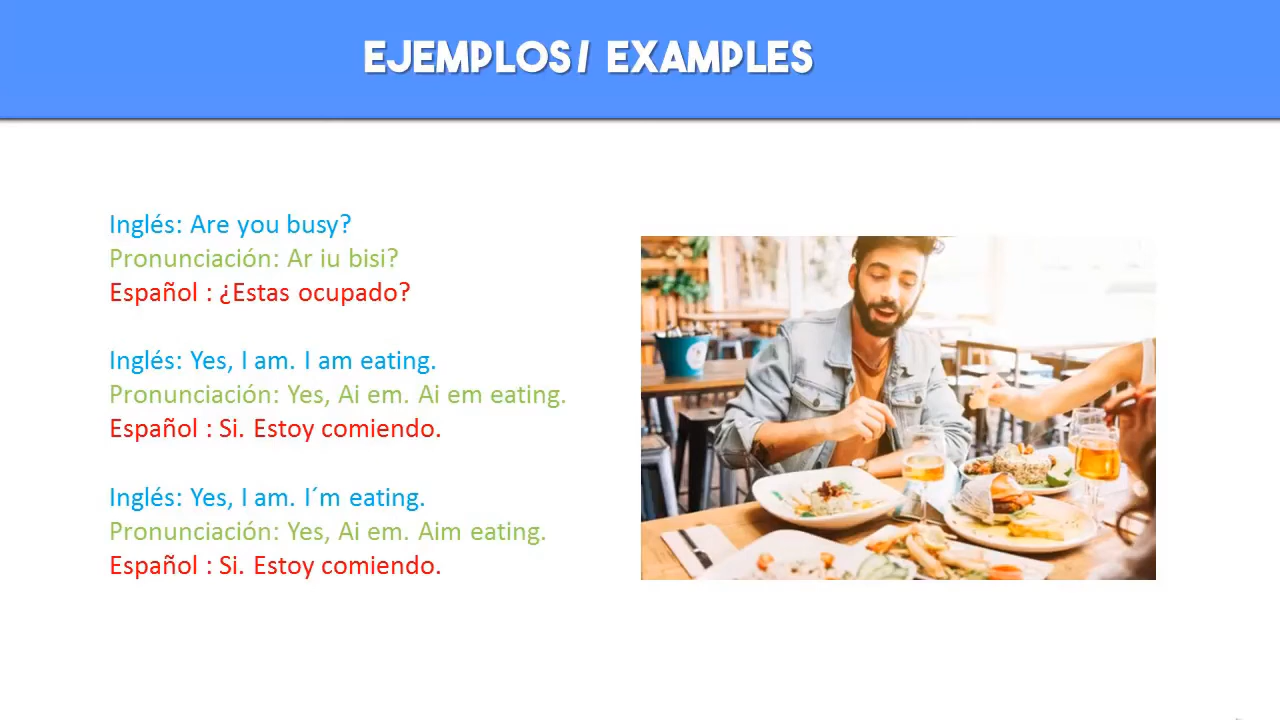 EJEMPLOS/ EXAMPLES
Inglés: Are you busy?
Pronunciación: Ar iu bisi?
Español : ¿Estas ocupado?
Inglés: Yes, I am. I am eating.
Pronunciación: Yes, Ai em. Ai em eating.
Español : Si. Estoy comiendo.
Inglés: Yes, I am. I´m eating.
Pronunciación: Yes, Ai em. Aim eating.
Español : Si. Estoy comiendo.